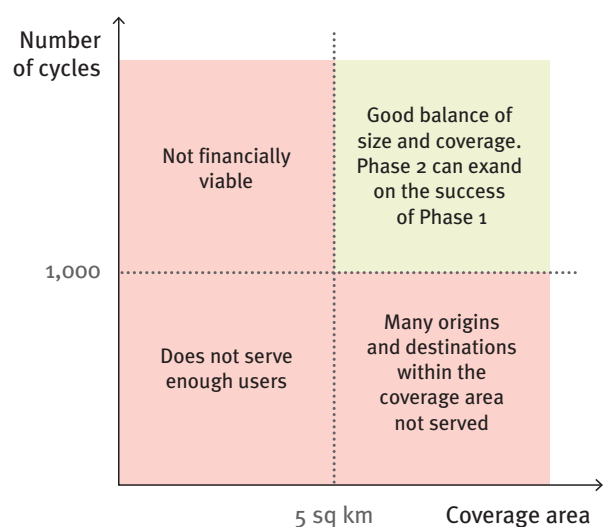 Number
of cycles
Not financially
viable
Good balance of
size and coverage.
Phase 2 can exand
on the success
of Phase 1
1,000
Does not serve
enough users
Many origins
and destinations
within the
coverage area
not served
5 sq km
Coverage area